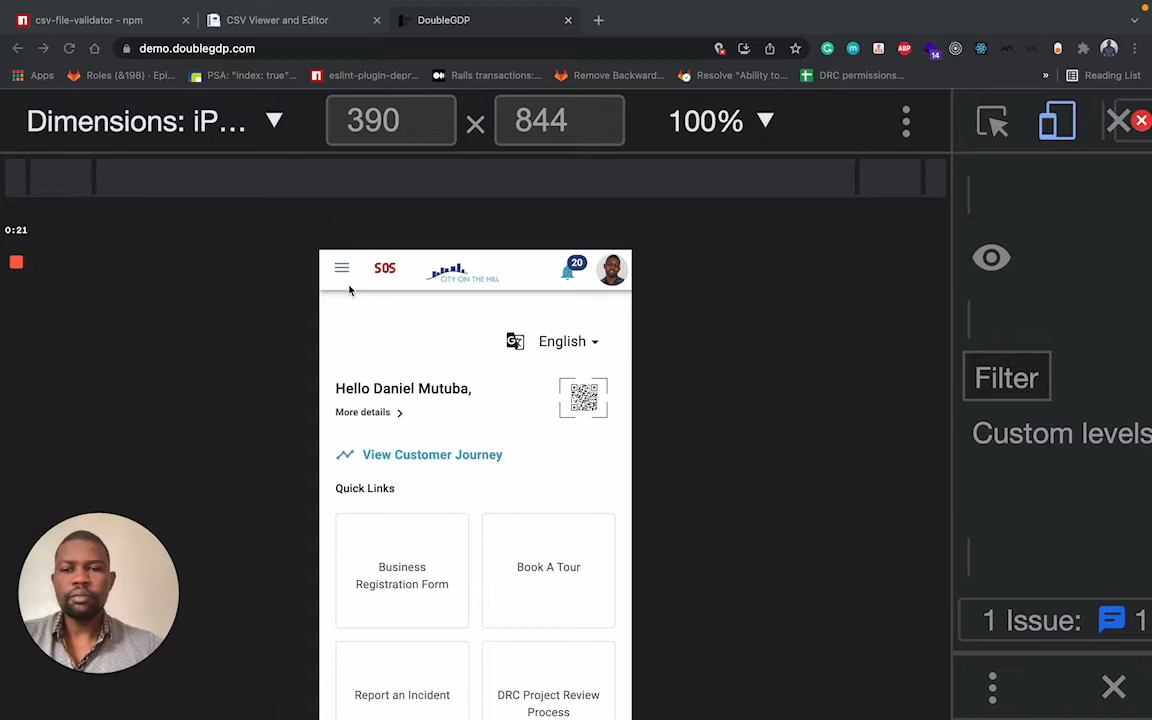 csv-file-validator - npm
CSV Viewer and Editor
DoubleGDP
demo.doublegdp.com
ABP
14
Apps
Roles (&198) · Epi...
PSA: "index: true"...
eslint-plugin-depr...
Rails transactions:...
Remove Backward...
Resolve "Ability to...
DRC permissions...
»
Reading List
Dimensions: iP...
390
×
844
100%
0:21
SOS
CITY ON THE HILL
20
English
Hello Daniel Mutuba,
More details
View Customer Journey
Quick Links
Business
Registration Form
Book A Tour
Report an Incident
DRC Project Review
Process
Filter
Custom levels
1 Issue:
1